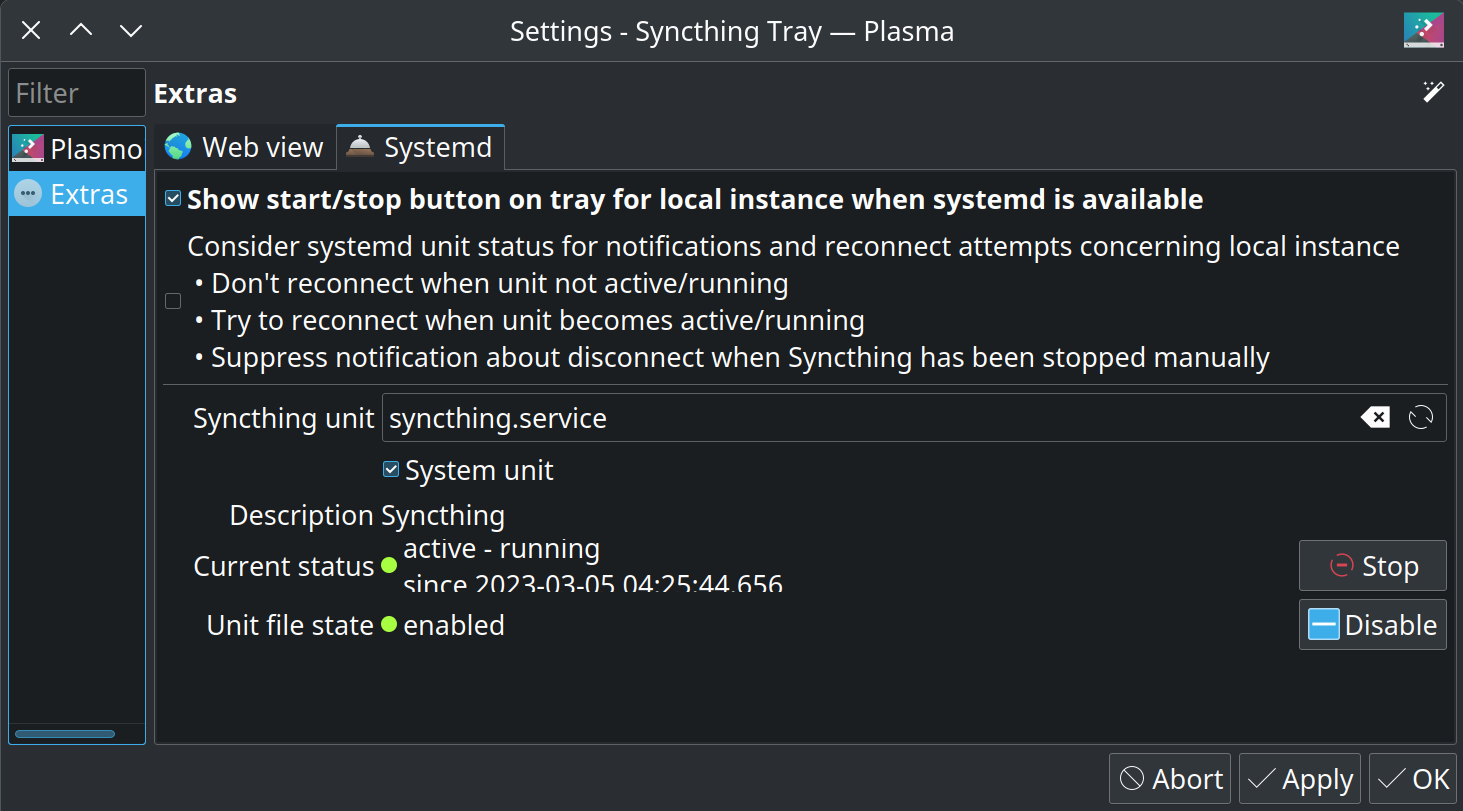 Settings - Syncthing Tray — Plasma
Filter
Extras
Plasmo
Extras
Web view
Systemd
Show start/stop button on tray for local instance when systemd is available
Consider systemd unit status for notifications and reconnect attempts concerning local instance
• Don't reconnect when unit not active/running
• Try to reconnect when unit becomes active/running
• Suppress notification about disconnect when Syncthing has been stopped manually
Syncthing unit syncthing.service
System unit
Description Syncthing
Current status active - running
since 2023-03-05 04:25:44.656
Stop
Unit file state enabled
Disable
Abort
Apply
OK